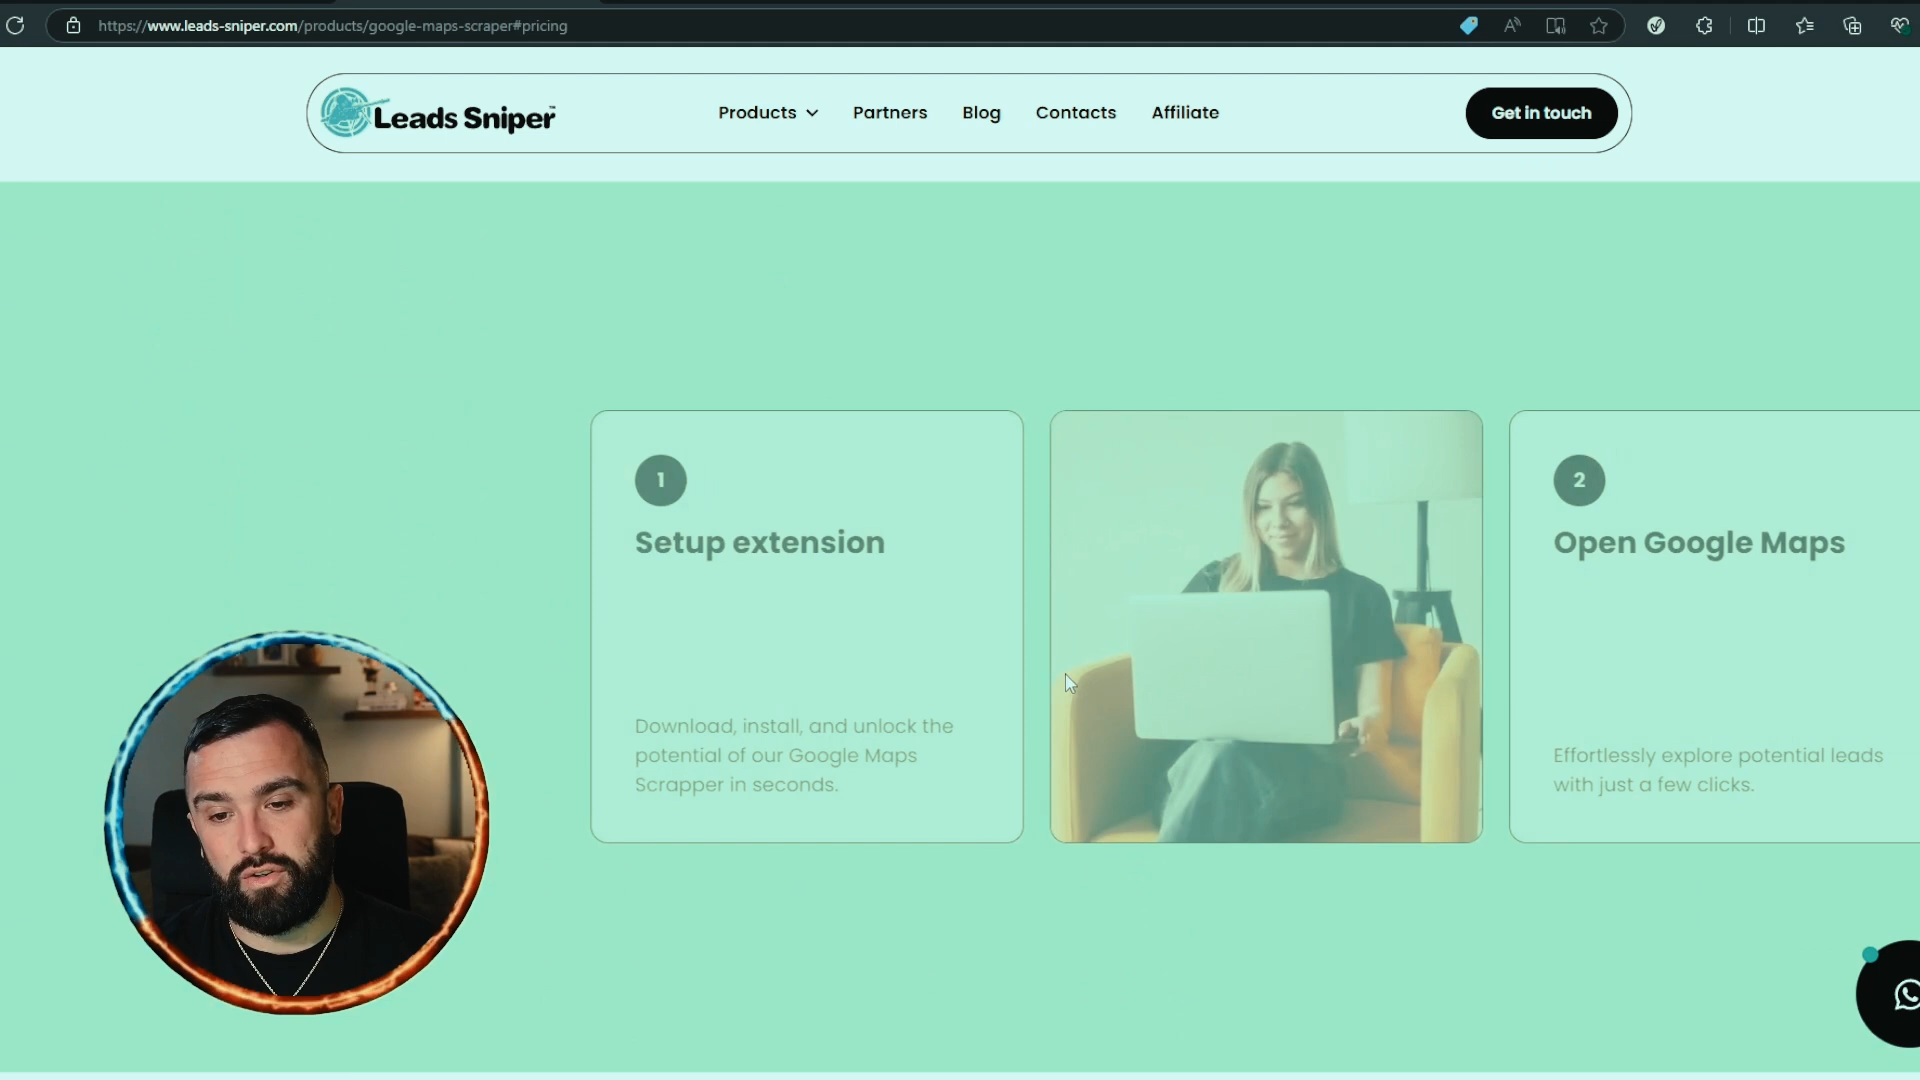 https://www.leads-sniper.com/products/google-maps-scraper#pricing
Leads Sniper™
Products
Partners
Blog
Contacts
Affiliate
Get in touch
1
Setup extension
Download, install, and unlock the
potential of our Google Maps
Scrapper in seconds.
2
Open Google Maps
Effortlessly explore potential leads
with just a few clicks.